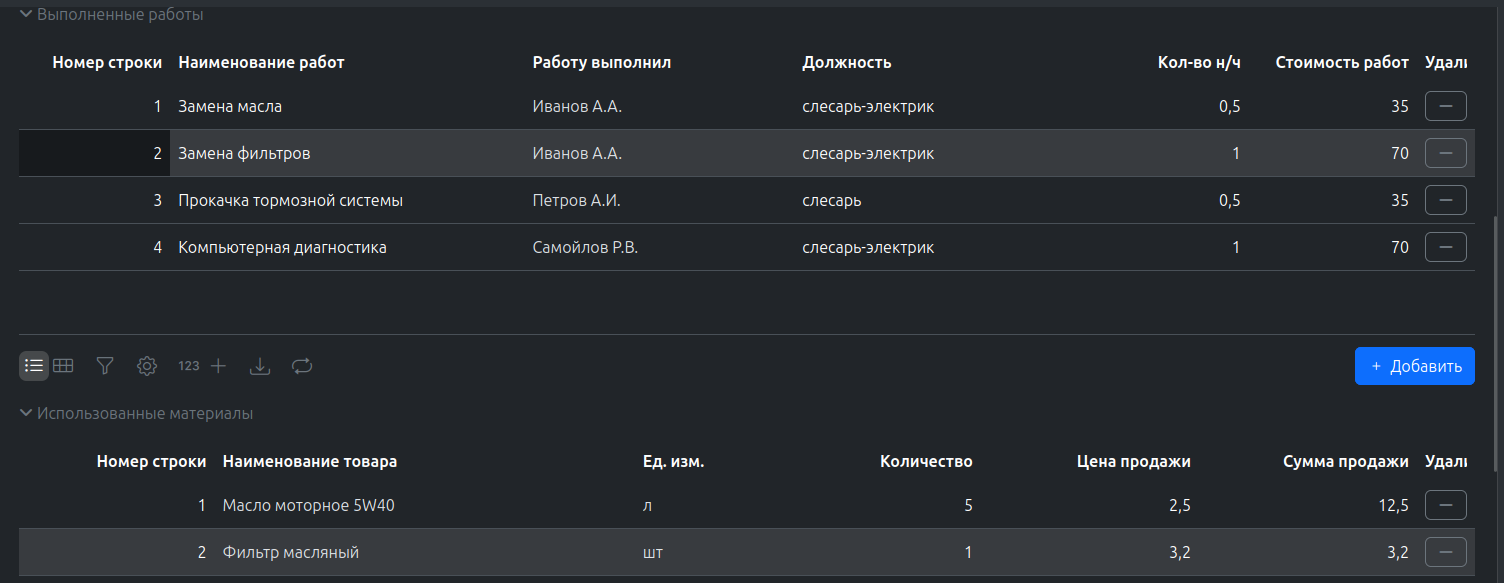 Выполненные работы
Номер строки Наименование работ Работу выполнил Должность Кол-во н/ч Стоимость работ Удали
1 Замена масла Иванов А.А. слесарь-электрик 0,5 35
2 Замена фильтров Иванов А.А. слесарь-электрик 1 70
3 Прокачка тормозной системы Петров А.И. слесарь 0,5 35
4 Компьютерная диагностика Самойлов Р.В. слесарь-электрик 1 70
123 + Добавить
Использованные материалы
Номер строки Наименование товара Ед. изм. Количество Цена продажи Сумма продажи Удали
1 Масло моторное 5W40 л 5 2,5 12,5
2 Фильтр масляный шт 1 3,2 3,2